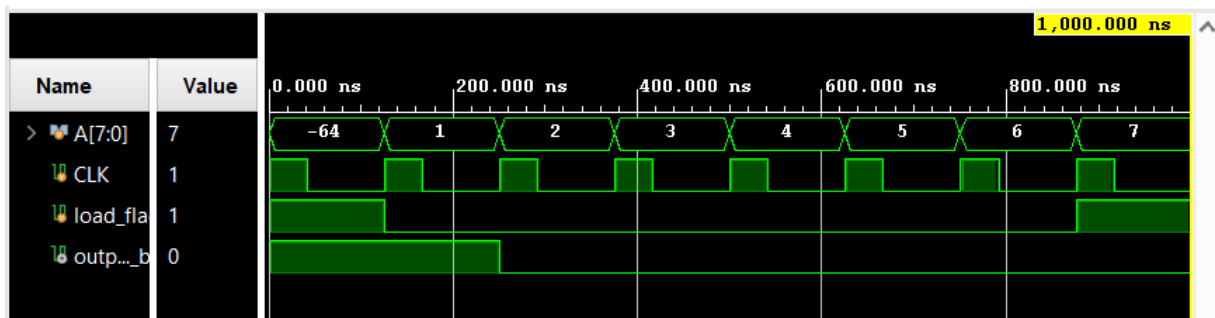 1,000.000 ns
Name Value 0.000 ns 200.000 ns 400.000 ns 600.000 ns 800.000 ns
A[7:0] 7 -64 1 2 3 4 5 6 7
CLK 1
load_fla 1
outp..._b 0